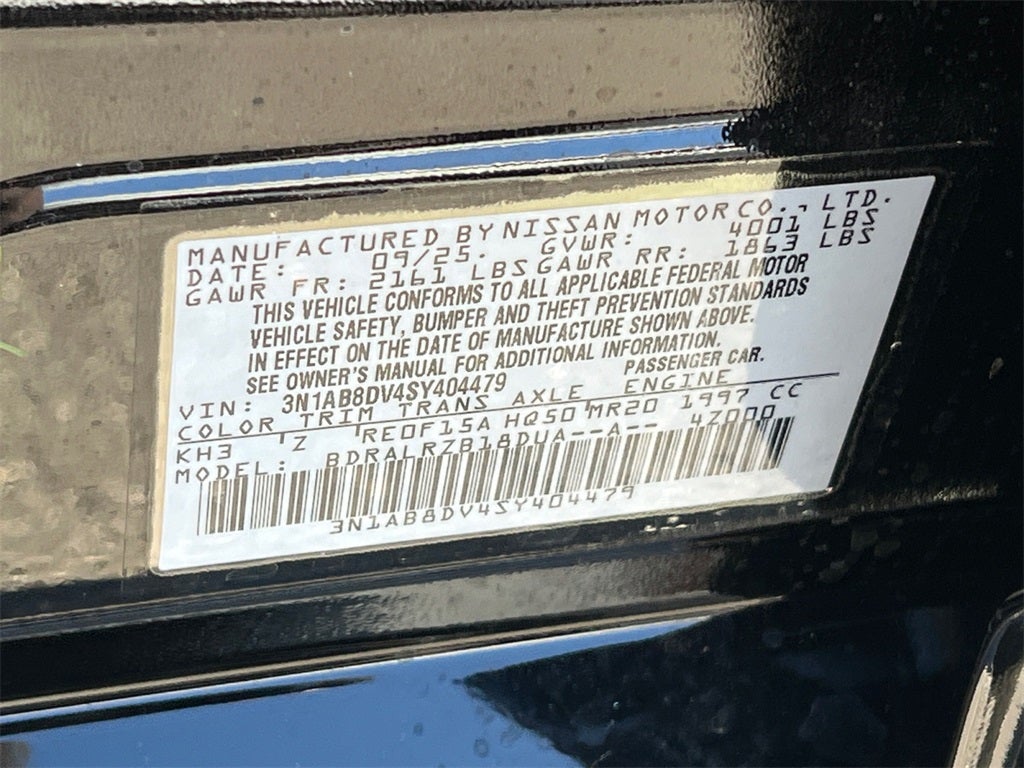 MANUFACTURED BY NISSAN MOTOR CO., LTD.
DATE: 09/25. GVWR: 4001 LBS
GAWR FR: 2161 LBS GAWR RR: 1863 LBS
THIS VEHICLE CONFORMS TO ALL APPLICABLE FEDERAL MOTOR
VEHICLE SAFETY, BUMPER AND THEFT PREVENTION STANDARDS
IN EFFECT ON THE DATE OF MANUFACTURE SHOWN ABOVE.
SEE OWNER'S MANUAL FOR ADDITIONAL INFORMATION.
VIN: 3N1AB8DV4SY404479 PASSENGER CAR.
COLOR TRIM TRANS AXLE ENGINE
KH3 Z RE0F15A HQ50 MR20 1997 CC
MODEL: BDRALRZB18DUA--A-- 4Z000
3N1AB8DV4SY404479